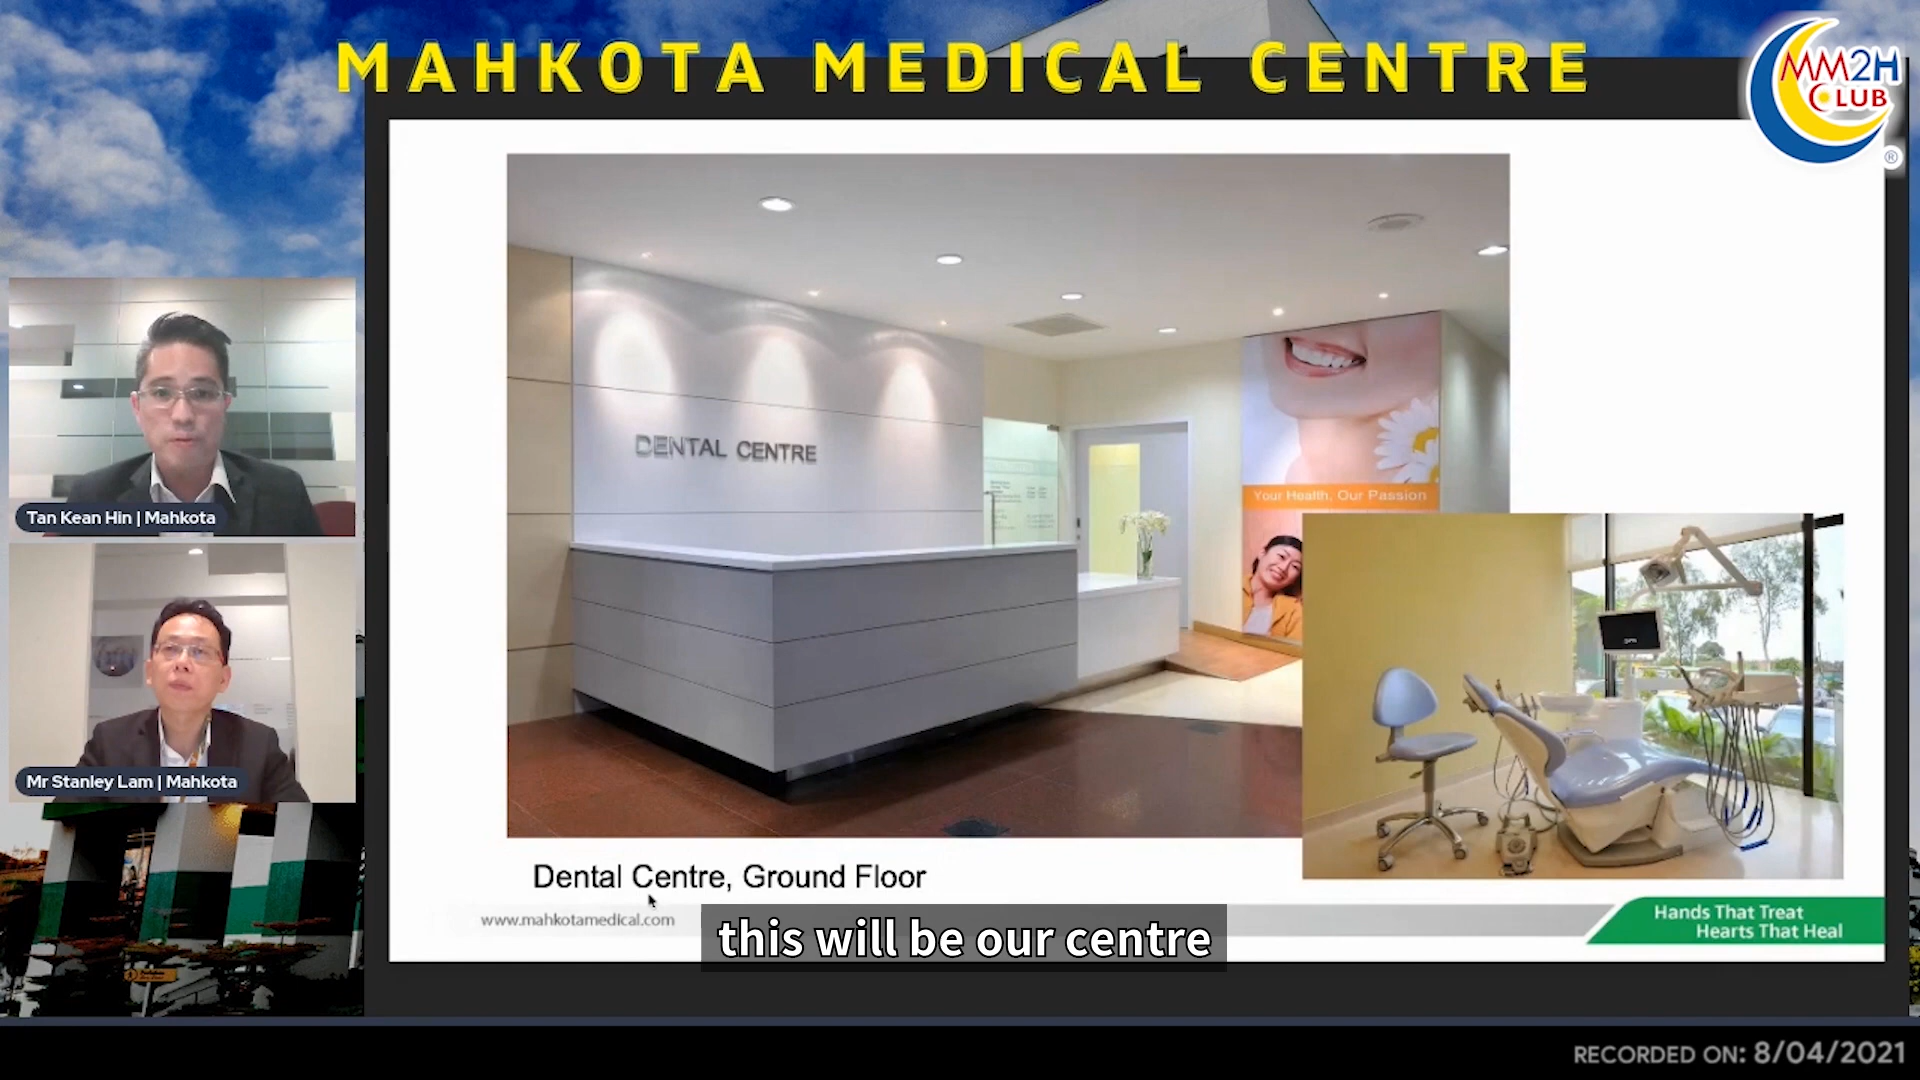 MAHKOTA MEDICAL CENTRE
MM2H
CLUB
®
DENTAL CENTRE
Your Health, Our Passion
Tan Kean Hin | Mahkota
Mr Stanley Lam | Mahkota
Dental Centre, Ground Floor
www.mahkotamedical.com
Hands That Treat
Hearts That Heal
this will be our centre
RECORDED ON: 8/04/2021